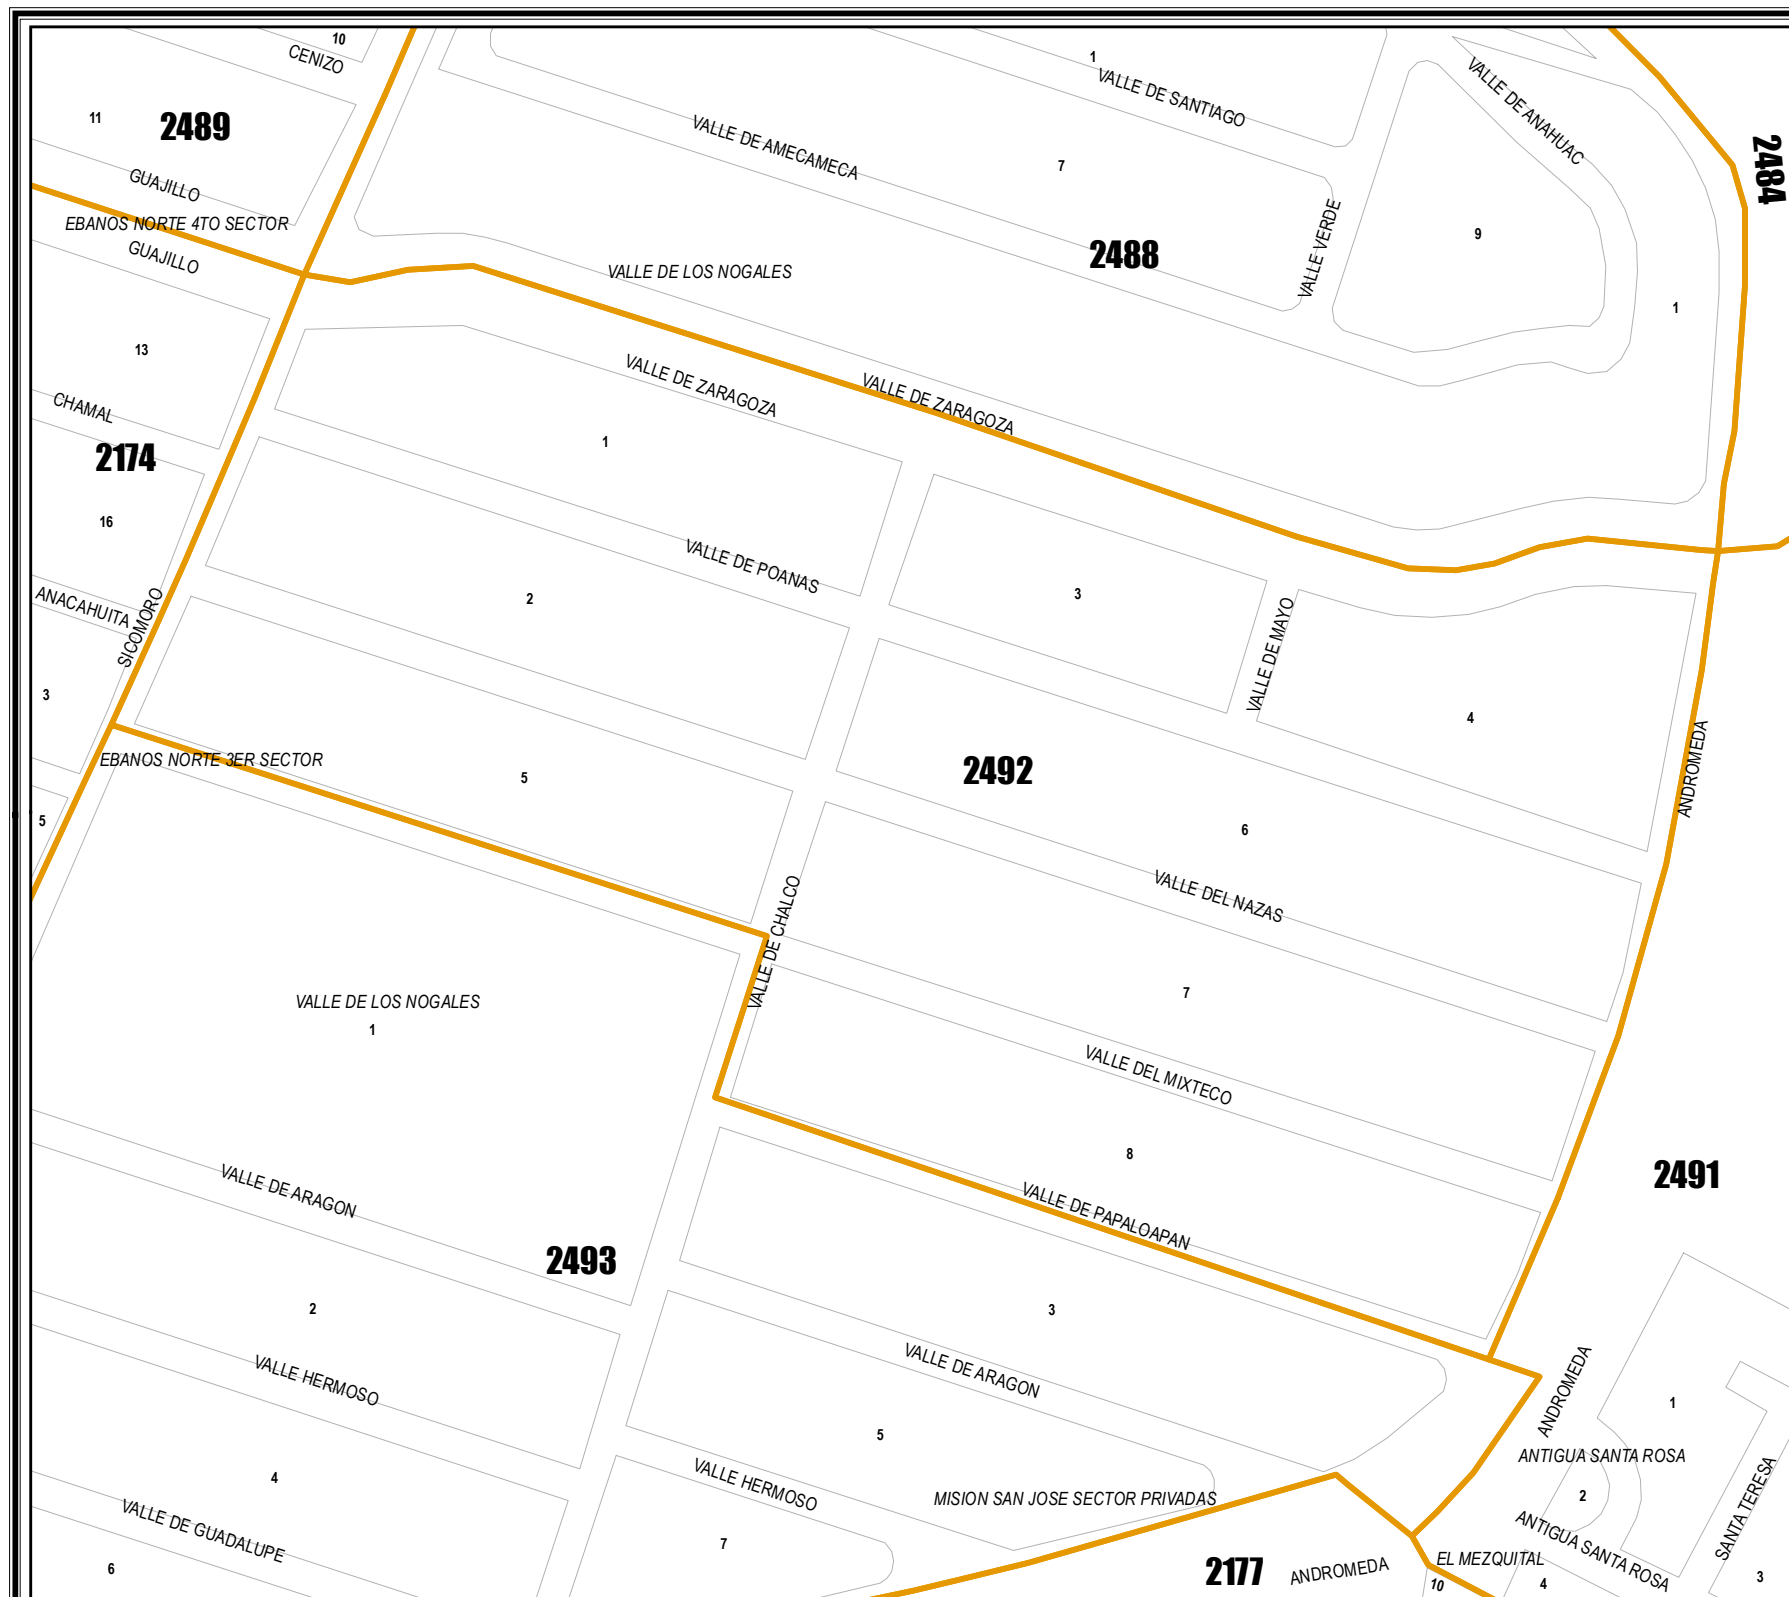 10
CENIZO
1
VALLE DE SANTIAGO
VALLE DE ANAHUAC
11
2489
VALLE DE AMECAMECA
7
2484
GUAJILLO
EBANOS NORTE 4TO SECTOR
GUAJILLO
VALLE DE LOS NOGALES
2488
VALLE VERDE
9
1
13
VALLE DE ZARAGOZA
VALLE DE ZARAGOZA
CHAMAL
2174
1
16
VALLE DE POANAS
2
3
ANACAHUITA
SICOMORO
VALLE DE MAYO
3
4
EBANOS NORTE 3ER SECTOR
5
2492
ANDROMEDA
5
6
VALLE DEL NAZAS
VALLE DE CHALCO
VALLE DE LOS NOGALES
1
7
VALLE DEL MIXTECO
8
2491
VALLE DE ARAGON
VALLE DE PAPALOAPAN
2493
2
3
VALLE HERMOSO
VALLE DE ARAGON
ANDROMEDA
1
5
ANTIGUA SANTA ROSA
4
VALLE HERMOSO
MISION SAN JOSE SECTOR PRIVADAS
2
SANTA TERESA
VALLE DE GUADALUPE
7
ANTIGUA SANTA ROSA
6
2177
ANDROMEDA
EL MEZQUITAL
10
4
3